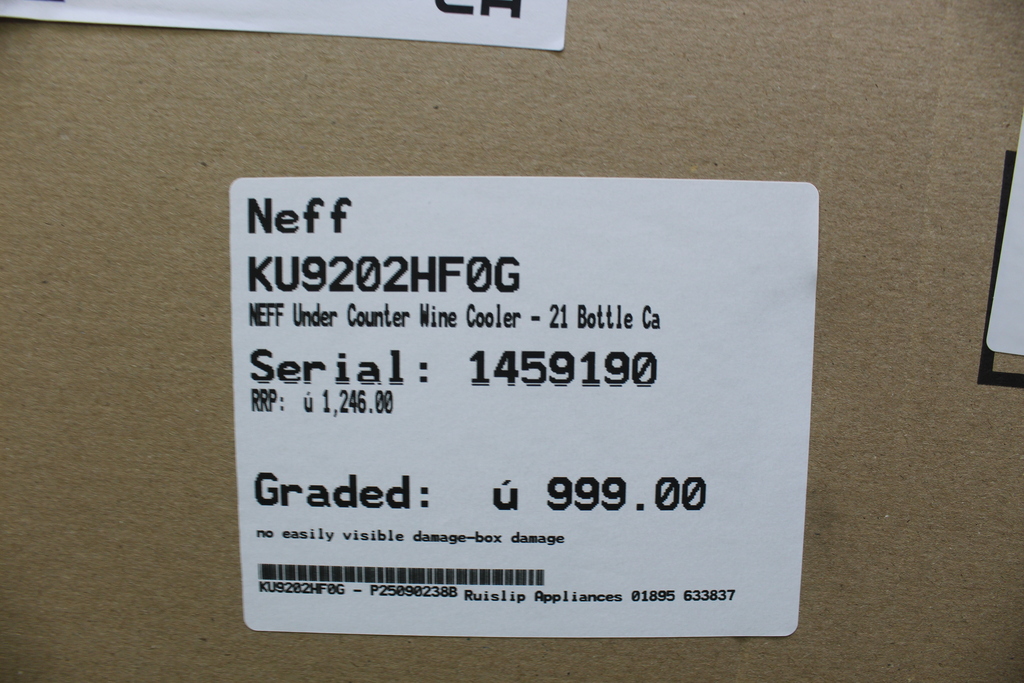 CA
Neff
KU9202HF0G
NEFF Under Counter Wine Cooler - 21 Bottle Ca
Serial: 1459190
RRP: ú 1,246.00
Graded: ú 999.00
no easily visible damage-box damage
KU9202HF0G - P25090238B Ruislip Appliances 01895 633837